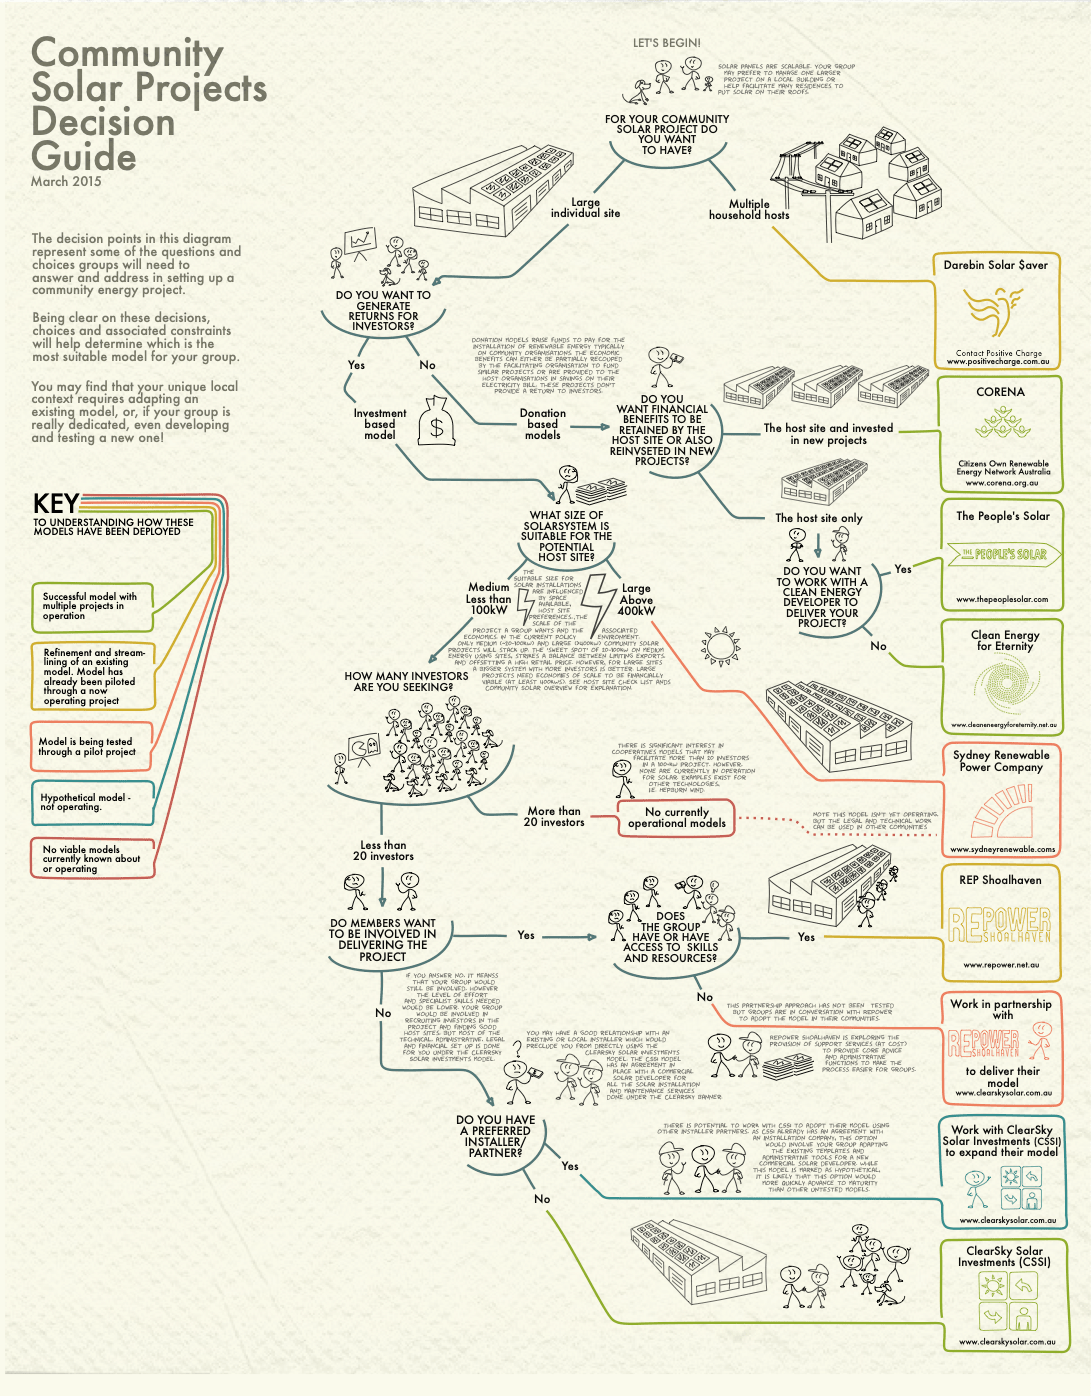 Community
Solar Projects
Decision
Guide
March 2015
The decision points in this diagram
represent some of the questions and
choices groups will need to
answer and address in setting up a
community energy project.
Being clear on these decisions,
choices and associated constraints
will help determine which is the
most suitable model for your group.
You may find that your unique local
context requires adapting an
existing model, or, if your group is
really dedicated, even developing
and testing a new one!
KEY
TO UNDERSTANDING HOW THESE
MODELS HAVE BEEN DEPLOYED
Successful model with
multiple projects in
operation
Refinement and stream-
lining of an existing
model. Model has
already been piloted
through a now
operating project
Model is being tested
through a pilot project
Hypothetical model -
not operating.
No viable models
currently known about
or operating
LET'S BEGIN!
SOLAR PANELS ARE SCALABLE. YOUR GROUP
MAY PREFER TO MANAGE ONE LARGER
PROJECT ON A LOCAL BUILDING OR
HELP FACILITATE MANY RESIDENCES TO
PUT SOLAR ON THEIR ROOFS.
FOR YOUR COMMUNITY
SOLAR PROJECT DO
YOU WANT
TO HAVE?
Large
individual site
Multiple
household hosts
Darebin Solar $aver
Contact Positive Charge
www.positivecharge.com.au
DO YOU WANT TO
GENERATE
RETURNS FOR
INVESTORS?
Yes
No
DONATION MODELS RAISE FUNDS TO PAY FOR THE
INSTALLATION OF RENEWABLE ENERGY TYPICALLY
ON COMMUNITY ORGANISATIONS. THE ECONOMIC
BENEFITS CAN EITHER BE PARTIALLY RECOUPED
BY THE FACILITATING ORGANISATION TO FUND
SIMILAR PROJECTS OR ARE PROVIDED TO THE
HOST ORGANISATIONS IN SAVINGS ON THEIR
ELECTRICITY BILL. THESE PROJECTS DON'T
PROVIDE A RETURN TO INVESTORS.
Investment
based
model
$
Donation
based
models
DO YOU
WANT FINANCIAL
BENEFITS TO BE
RETAINED BY THE
HOST SITE OR ALSO
REINVSETED IN NEW
PROJECTS?
The host site and invested
in new projects
CORENA
Citizens Own Renewable
Energy Network Australia
www.corena.org.au
The host site only
DO YOU WANT
TO WORK WITH A
CLEAN ENERGY
DEVELOPER TO
DELIVER YOUR
PROJECT?
Yes
No
The People's Solar
THE PEOPLE'S SOLAR
www.thepeoplesolar.com
Clean Energy
for Eternity
www.cleanenergyforeternity.net.au
WHAT SIZE OF
SOLARSYSTEM IS
SUITABLE FOR THE
POTENTIAL
HOST SITE?
Medium
Less than
100kW
Large
Above
400kW
THE
SUITABLE SIZE FOR
SOLAR INSTALLATIONS
ARE INFLUENCED
BY SPACE
AVAILABLE,
HOST SITE
PREFERENCES, THE
SCALE OF THE
PROJECT A GROUP WANTS AND THE ASSOCIATED
ECONOMICS IN THE CURRENT POLICY ENVIRONMENT.
ONLY MEDIUM (~20-100KW) AND LARGE (>400KW) COMMUNITY SOLAR
PROJECTS WILL STACK UP. THE 'SWEET SPOT' OF 20-100KW ON MEDIUM
ENERGY USING SITES, STRIKES A BALANCE BETWEEN LIMITING EXPORTS,
AND OFFSETTING A HIGH RETAIL PRICE. HOWEVER, FOR LARGE SITES
A BIGGER SYSTEM WITH MORE INVESTORS IS BETTER. LARGE
PROJECTS NEED ECONOMIES OF SCALE TO BE FINANCIALLY
VIABLE (AT LEAST 400KWS). SEE HOST SITE CHECK LIST AND
COMMUNITY SOLAR OVERVIEW FOR EXPLANATION.
HOW MANY INVESTORS
ARE YOU SEEKING?
Sydney Renewable
Power Company
www.sydneyrenewable.coms
THERE IS SIGNIFICANT INTEREST IN
COOPERATIVES MODELS THAT MAY
FACILITATE MORE THAN 20 INVESTORS
IN A 100-KW PROJECT. HOWEVER,
NONE ARE CURRENTLY IN OPERATION
FOR SOLAR. EXAMPLES EXIST FOR
OTHER TECHNOLOGIES,
I.E. HEPBURN WIND.
More than
20 investors
No currently
operational models
NOTE THIS MODEL ISN'T YET OPERATING,
BUT THE LEGAL AND TECHNICAL WORK
CAN BE USED IN OTHER COMMUNITIES
Less than
20 investors
DO MEMBERS WANT
TO BE INVOLVED IN
DELIVERING THE
PROJECT
Yes
DOES
THE GROUP
HAVE OR HAVE
ACCESS TO SKILLS
AND RESOURCES?
Yes
REP Shoalhaven
REPOWER
SHOALHAVEN
www.repower.net.au
No
No
THIS PARTNERSHIP APPROACH HAS NOT BEEN TESTED
BUT GROUPS ARE IN CONVERSATION WITH REPOWER
TO ADOPT THE MODEL IN THEIR COMMUNITIES.
REPOWER SHOALHAVEN IS EXPLORING THE
PROVISION OF SUPPORT SERVICES (AT COST)
TO PROVIDE CORE ADVICE
AND ADMINISTRATIVE
FUNCTIONS TO MAKE THE
PROCESS EASIER FOR GROUPS.
Work in partnership
with
REPOWER
SHOALHAVEN
to deliver their
model
www.clearskysolar.com
IF YOU ANSWER NO, IT MEANSS
THAT YOUR GROUP WOULD
STILL BE INVOLVED, HOWEVER
THE LEVEL OF EFFORT
AND SPECIALIST SKILLS NEEDED
WOULD BE LOWER. YOUR GROUP
WOULD BE INVOLVED IN
RECRUITING INVESTORS IN THE
PROJECT AND FINDING GOOD
HOST SITES, BUT MOST OF THE
TECHNICAL, ADMINISTRATIVE, LEGAL
AND FINANCIAL SET UP IS DONE
FOR YOU UNDER THE CLEARSKY
SOLAR INVESTMENTS MODEL.
YOU MAY HAVE A GOOD RELATIONSHIP WITH AN
EXISTING OR LOCAL INSTALLER WHICH WOULD
PRECLUDE YOU FROM DIRECTLY USING THE
CLEARSKY SOLAR INVESTMENTS
MODEL. THE CSSI MODEL
HAS AN AGREEMENT IN
PLACE WITH A COMMERCIAL
SOLAR DEVELOPER FOR
ALL THE SOLAR INSTALLATION
AND MAINTENANCE SERVICES
DONE UNDER THE CLEARSKY BANNER.
?
DO YOU HAVE
A PREFERRED
INSTALLER/
PARTNER?
Yes
No
THERE IS POTENTIAL TO WORK WITH CSSI TO ADOPT THEIR MODEL USING
OTHER INSTALLER PARTNERS. AS CSSI ALREADY HAS AN AGREEMENT WITH
AN INSTALLATION COMPANY, THIS OPTION
WOULD INVOLVE YOUR GROUP ADAPTING
THE EXISTING TEMPLATES AND
ADMINISTRATIVE TOOLS FOR A NEW
COMMERCIAL SOLAR DEVELOPER. WHILE
THIS MODEL IS MARKED AS HYPOTHETICAL,
IT IS LIKELY THAT THIS OPTION WOULD
MORE QUICKLY ADVANCE TO MATURITY
THAN OTHER UNTESTED MODELS.
Work with ClearSky
Solar Investments (CSSI)
to expand their model
www.clearskysolar.com.au
ClearSky Solar
Investments (CSSI)
www.clearskysolar.com.au